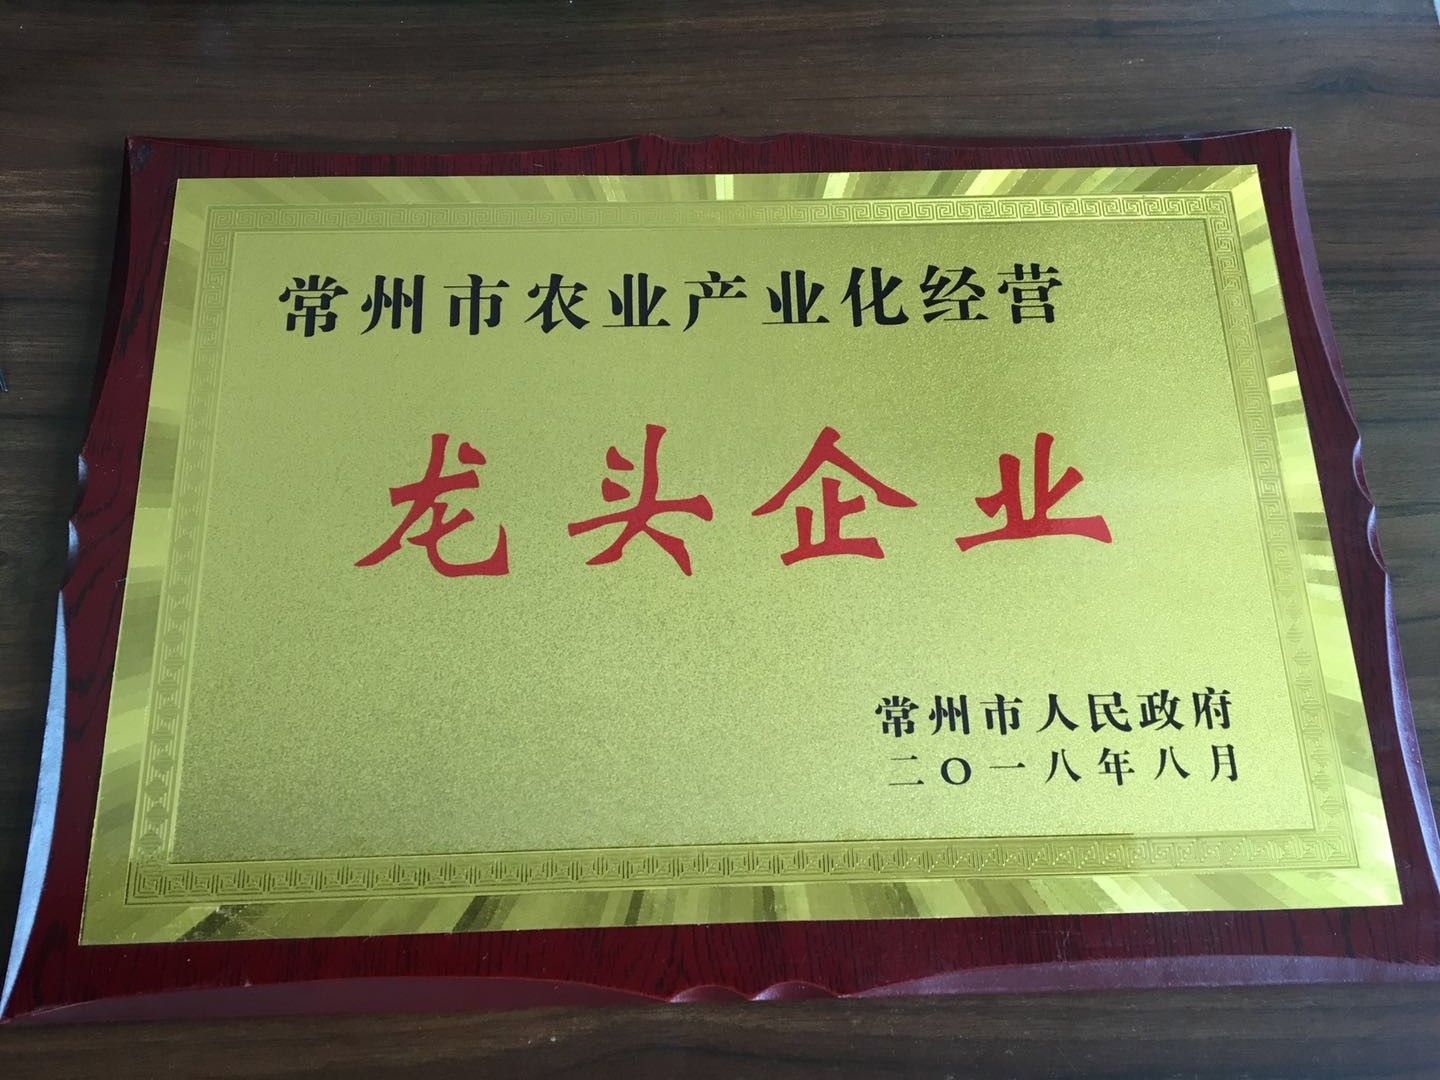 常州市农业产业化经营
龙头企业
常州市人民政府
二〇一八年八月